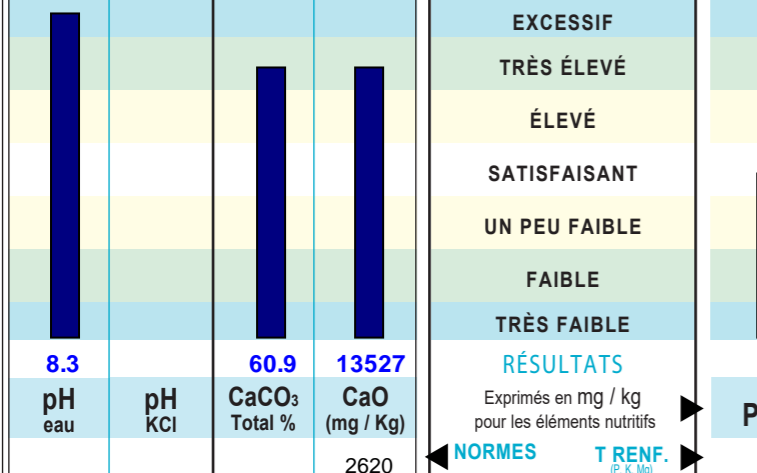 EXCESSIF
TRÈS ÉLEVÉ
ÉLEVÉ
SATISFAISANT
UN PEU FAIBLE
FAIBLE
TRÈS FAIBLE
8.3 60.9 13527 RÉSULTATS
pH eau
pH KCl
CaCO₃ Total %
CaO (mg / Kg)
Exprimés en mg / kg
pour les éléments nutritifs
P
NORMES T RENF.
(P, K, Mg)
2620